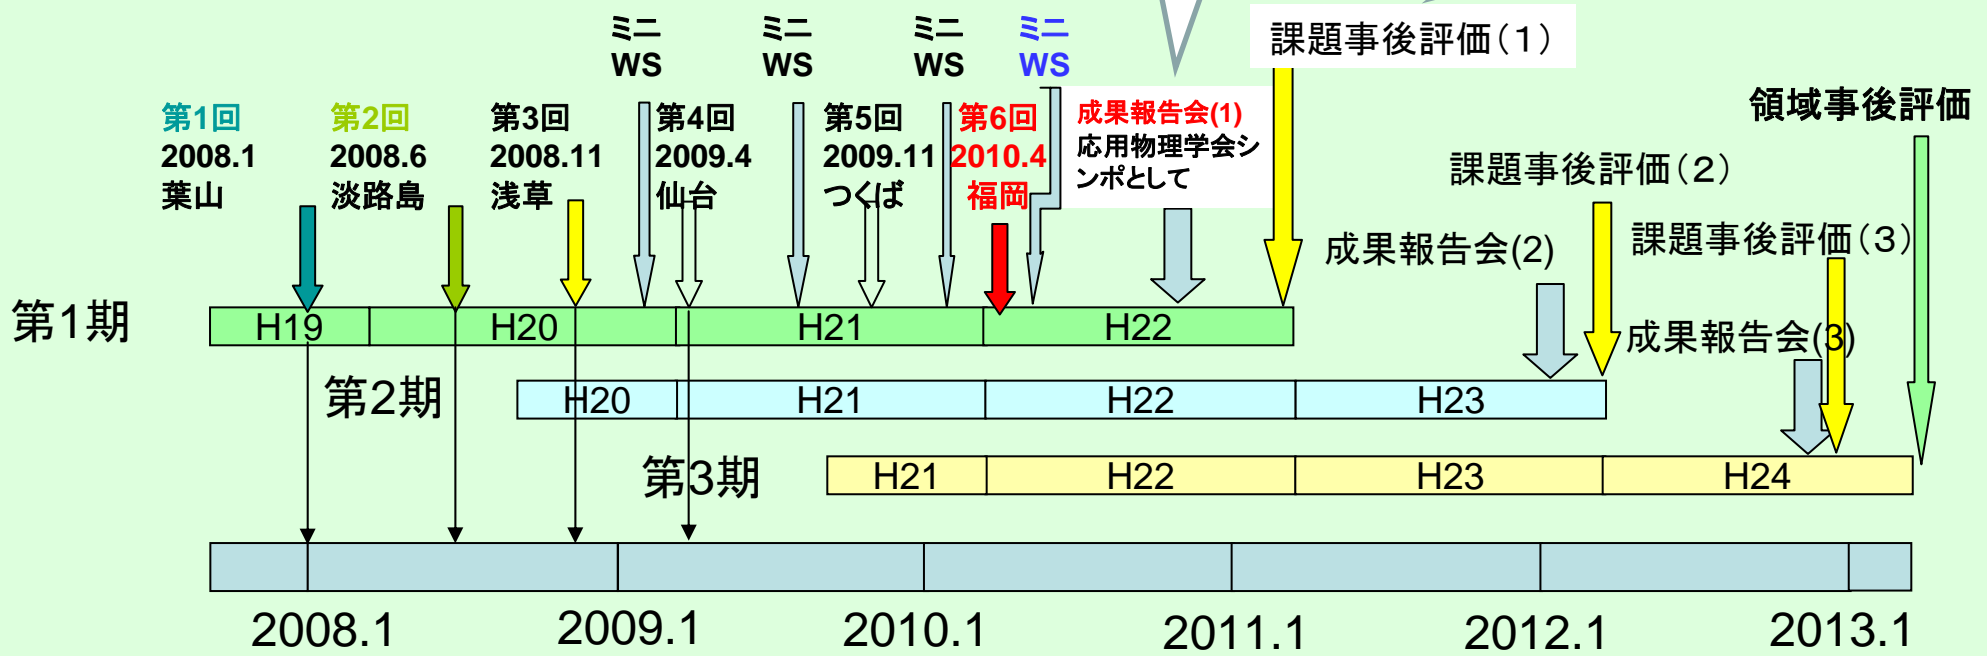 ミニ
WS
ミニ
WS
ミニ
WS
ミニ
WS
課題事後評価(1)
第1回
2008.1
葉山
第2回
2008.6
淡路島
第3回
2008.11
浅草
第4回
2009.4
仙台
第5回
2009.11
つくば
第6回
2010.4
福岡
成果報告会(1)
応用物理学会シ
ンポとして
領域事後評価
課題事後評価(2)
成果報告会(2)
課題事後評価(3)
成果報告会(3)
第1期
H19
H20
H21
H22
第2期
H20
H21
H22
H23
第3期
H21
H22
H23
H24
2008.1
2009.1
2010.1
2011.1
2012.1
2013.1